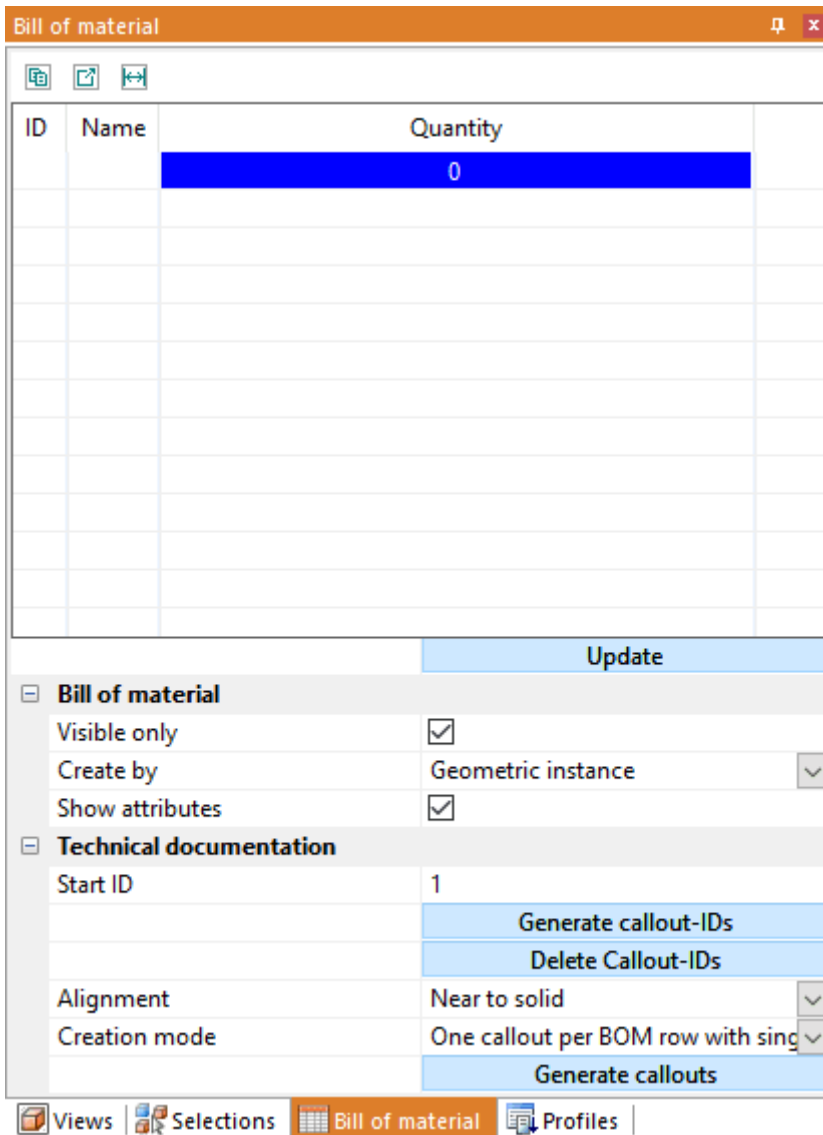 Bill of material
ID Name Quantity
0
Update
Bill of material
Visible only
Create by Geometric instance
Show attributes
Technical documentation
Start ID 1
Generate callout-IDs
Delete Callout-IDs
Alignment Near to solid
Creation mode One callout per BOM row with sing
Generate callouts
Views Selections Bill of material Profiles